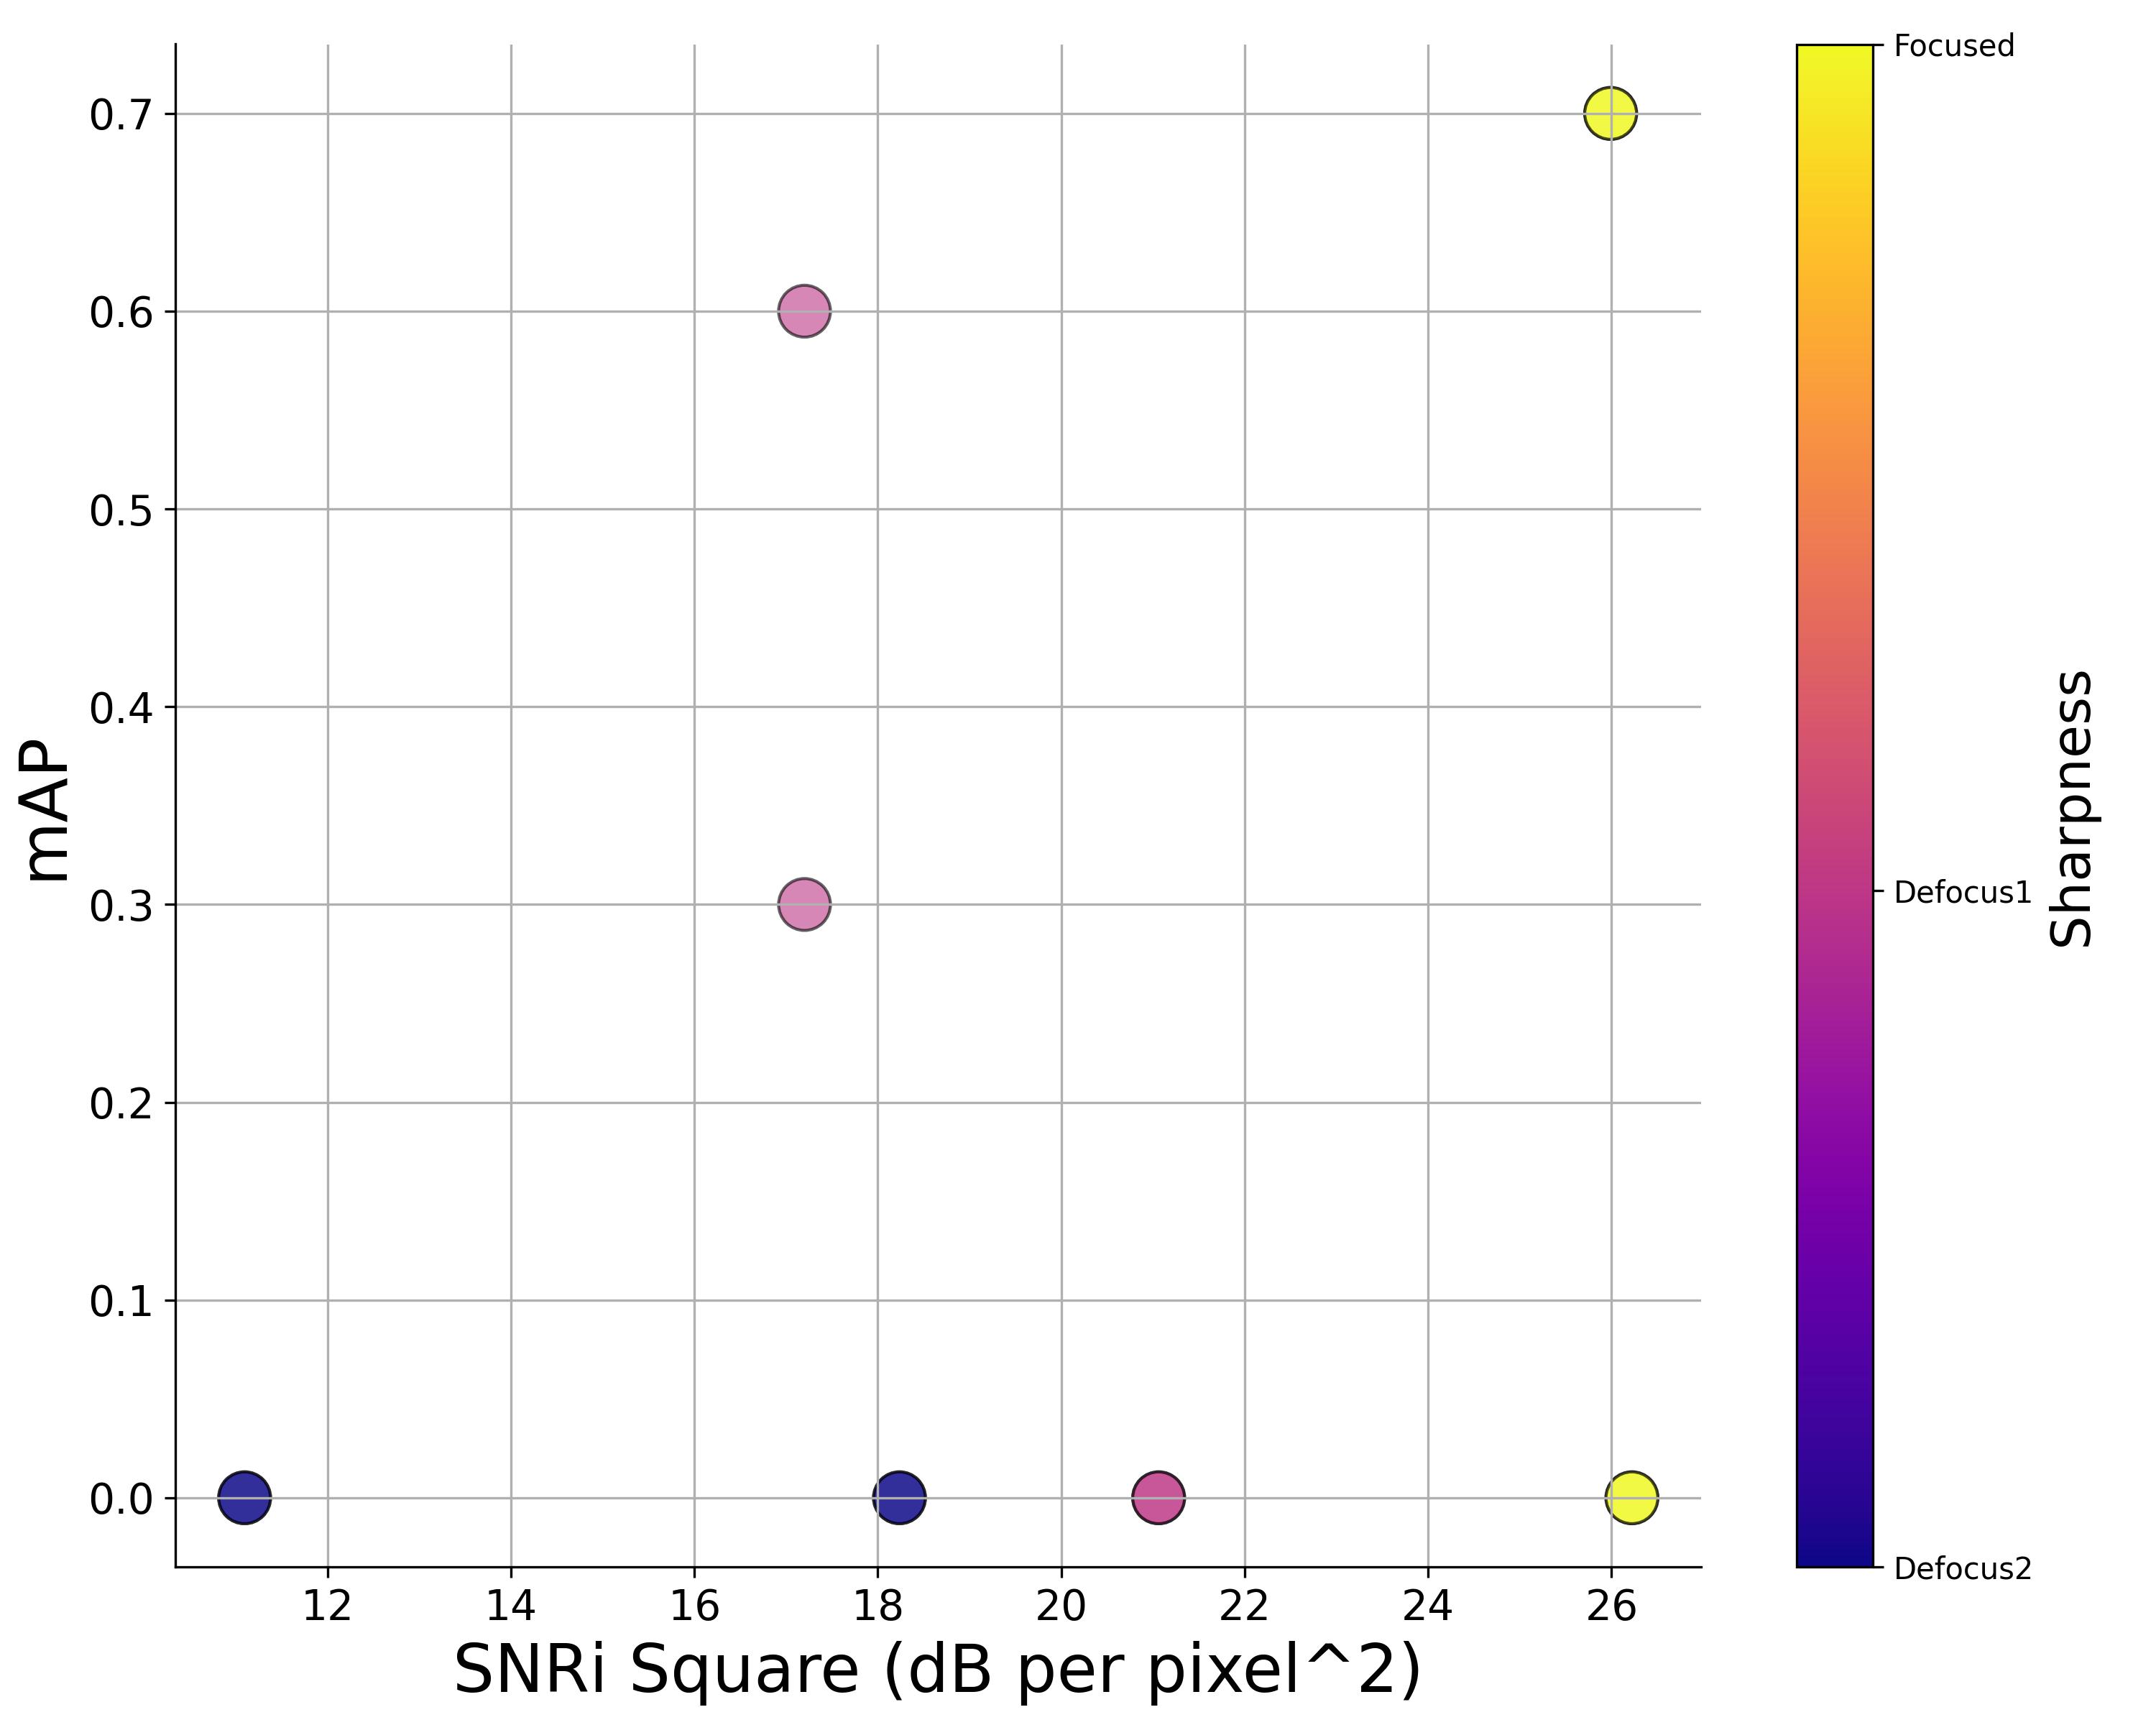 mAP
0.7
0.6
0.5
0.4
0.3
0.2
0.1
0.0
12 14 16 18 20 22 24 26
SNRi Square (dB per pixel^2)
Focused
Defocus1
Defocus2
Sharpness